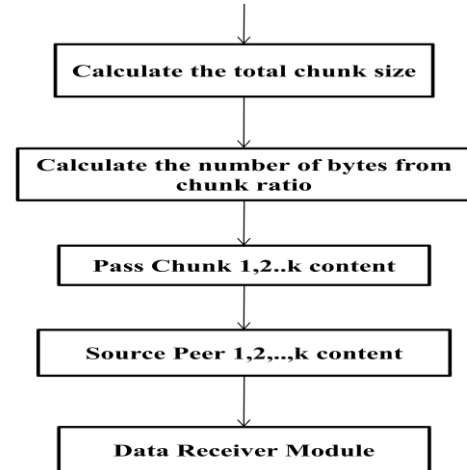 Calculate the total chunk size
Calculate the number of bytes from
chunk ratio
Pass Chunk 1,2..k content
Source Peer 1,2,..,k content
Data Receiver Module